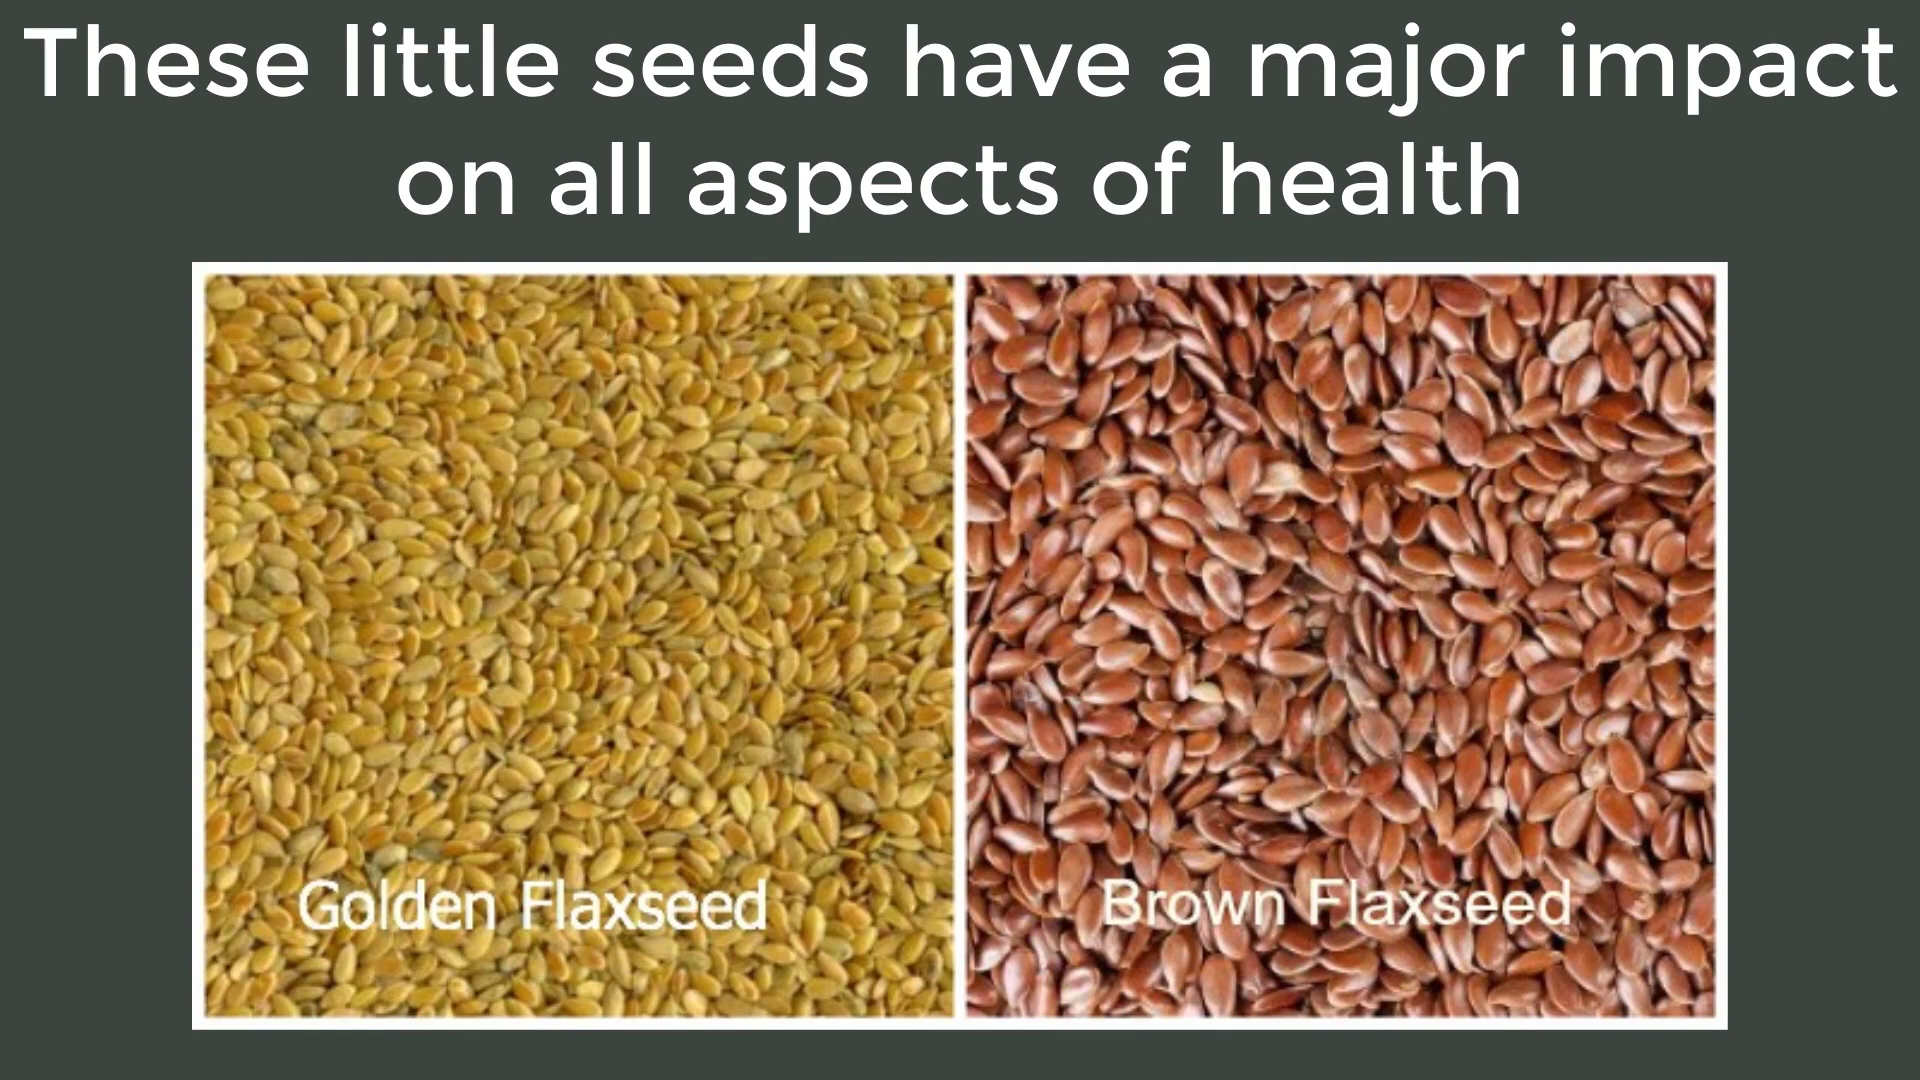 These little seeds have a major impact
on all aspects of health
Golden Flaxseed
Brown Flaxseed